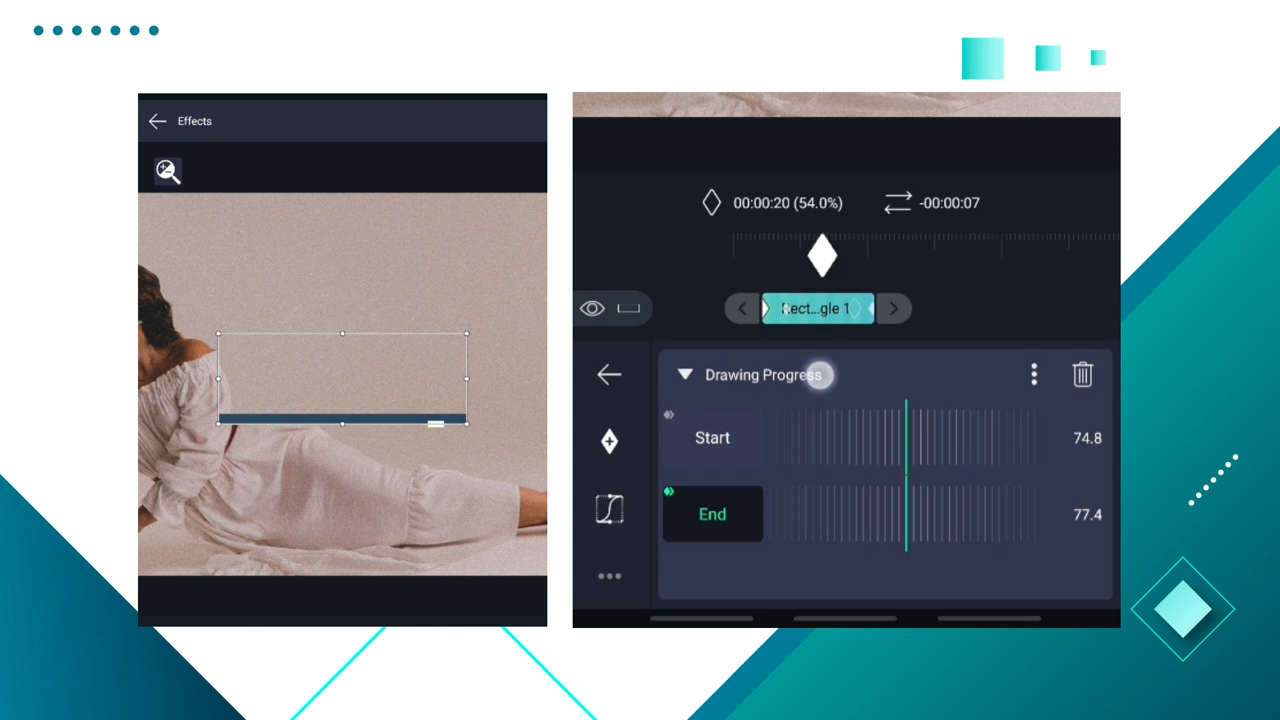 Effects
00:00:20 (54.0%) -00:00:07
Rect...gle 1
Drawing Progress
Start 74.8
End 77.4